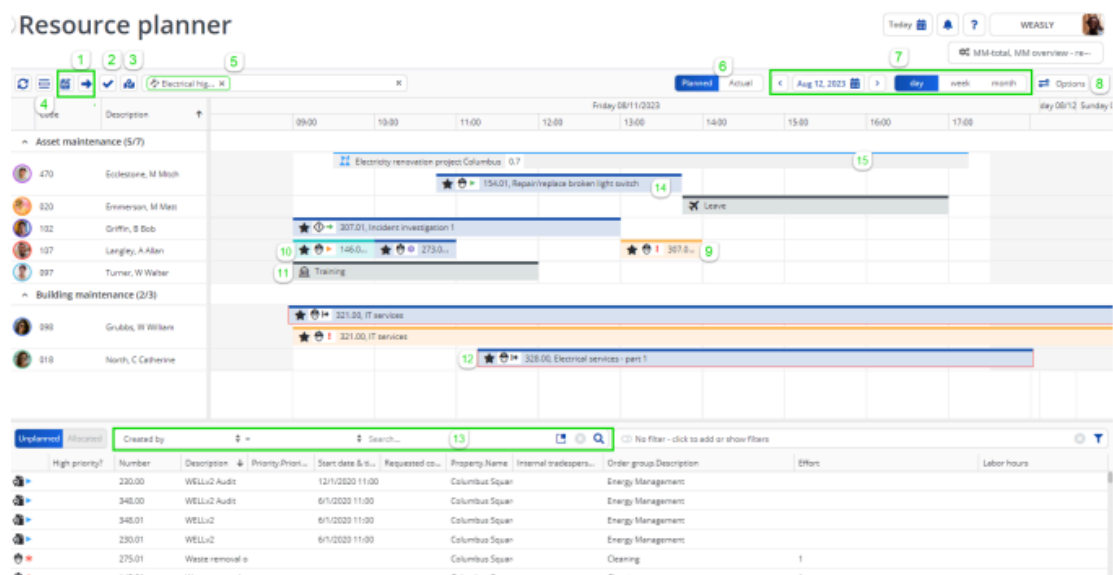 Resource planner
Today ? WEASLY
MM-total, MM overview - re---
1 2 3 5 6 7
Electrical hig... × ×
Planned Actual
< Aug 12, 2023 > day week month
Options 8
4
Code Description ↑
Friday 08/11/2023
day 08/12 Sunday
09:00 10:00 11:00 12:00 13:00 14:00 15:00 16:00 17:00
Asset maintenance (5/7)
Electricity renovation project Columbus 0.7 15
470 Ecclestone, M Mitch
154.01, Repair/replace broken light switch 14
020 Emmerson, M Matt
Leave
102 Griffin, B Bob
307.01, Incident investigation 1
107 Langley, A Allan
10 146.0... 273.0... 307.0... 9
097 Turner, W Walter
11 Training
Building maintenance (2/3)
321.00, IT services
098 Grubbs, W William
321.00, IT services
018 North, C Catherine
12 328.00, Electrical services - part 1
Unplanned Allocated
Created by = Search... 13
No filter - click to add or show filters
High priority? Number Description ↓ Priority.Priori... Start date & ti... Requested co... Property.Name Internal tradespers... Order group.Description Effort Labor hours
230.00 WELLv2 Audit 12/1/2020 11:00 Columbus Squar Energy Management
348.00 WELLv2 Audit 6/1/2020 11:00 Columbus Squar Energy Management
348.01 WELLv2 6/1/2020 11:00 Columbus Squar Energy Management
230.01 WELLv2 6/1/2020 11:00 Columbus Squar Energy Management
275.01 Waste removal o Columbus Squar Cleaning 1